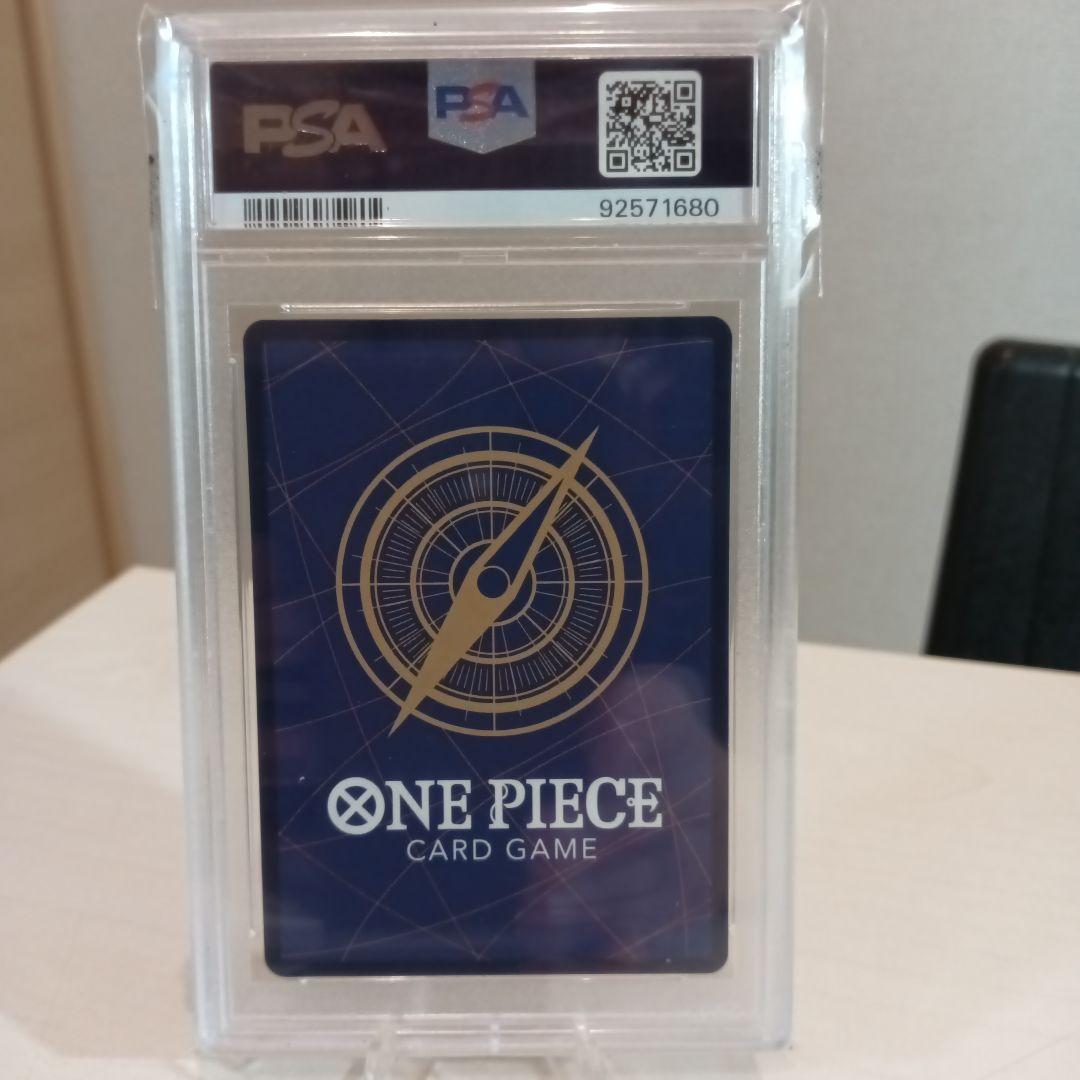 PSA
PSA
92571680
ONE PIECE
CARD GAME